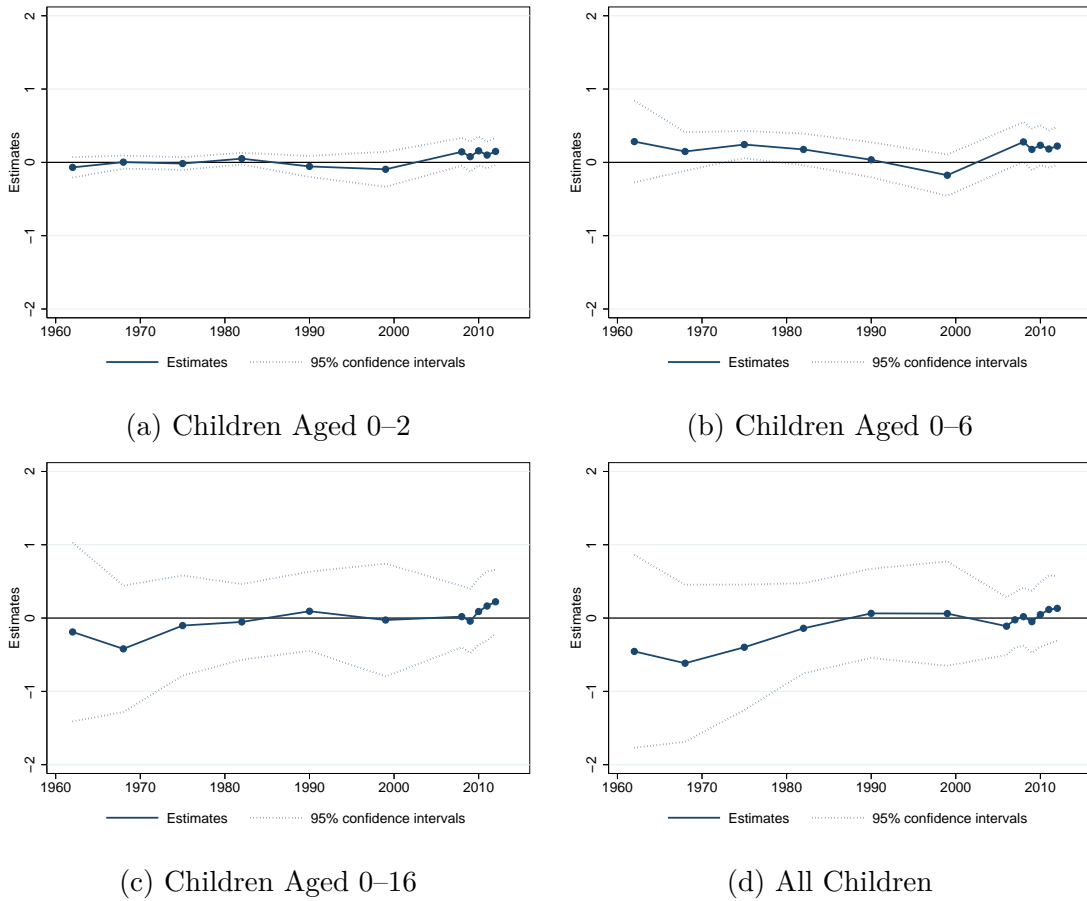 2
1
0
−1
−2
Estimates
1960 1970 1980 1990 2000 2010
Estimates 95% confidence intervals
(a) Children Aged 0–2
2
1
0
−1
−2
Estimates
1960 1970 1980 1990 2000 2010
Estimates 95% confidence intervals
(b) Children Aged 0–6
2
1
0
−1
−2
Estimates
1960 1970 1980 1990 2000 2010
Estimates 95% confidence intervals
(c) Children Aged 0–16
2
1
0
−1
−2
Estimates
1960 1970 1980 1990 2000 2010
Estimates 95% confidence intervals
(d) All Children